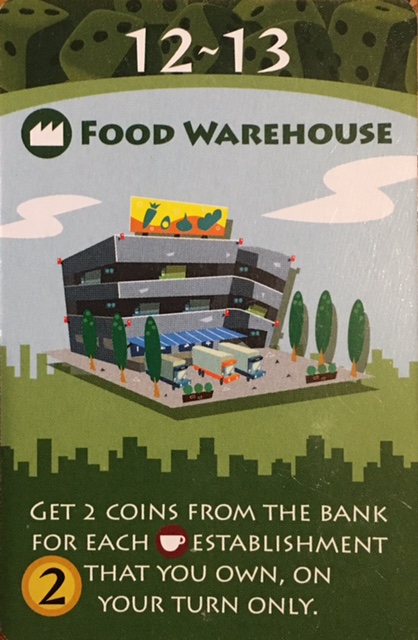 12~13
FOOD WAREHOUSE
GET 2 COINS FROM THE BANK
FOR EACH ESTABLISHMENT
THAT YOU OWN, ON
YOUR TURN ONLY.
2